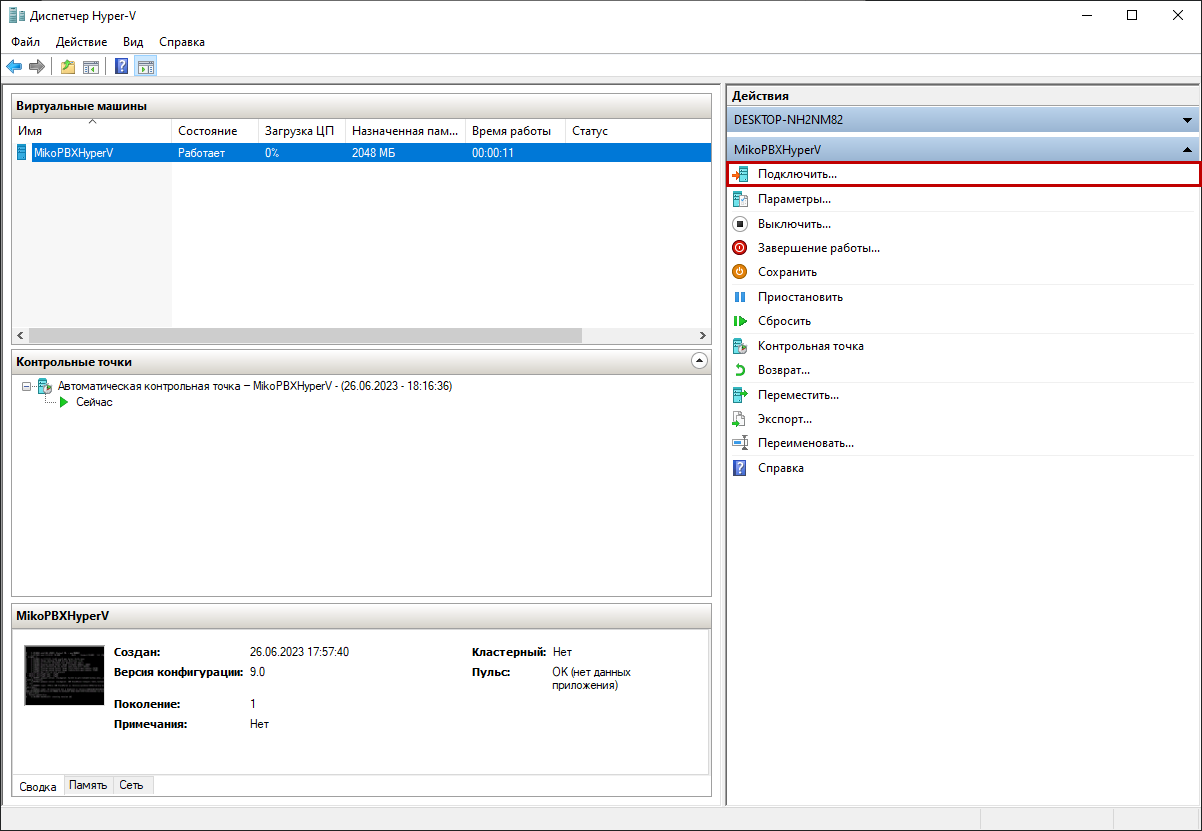 Диспетчер Hyper-V
Файл Действие Вид Справка
Виртуальные машины
Имя Состояние Загрузка ЦП Назначенная пам... Время работы Статус
MikoPBXHyperV Работает 0% 2048 МБ 00:00:11
Контрольные точки
Автоматическая контрольная точка – MikoPBXHyperV - (26.06.2023 - 18:16:36)
Сейчас
MikoPBXHyperV
Создан: 26.06.2023 17:57:40 Кластерный: Нет
Версия конфигурации: 9.0 Пульс: OK (нет данных
приложения)
Поколение: 1
Примечания: Нет
Сводка Память Сеть
Действия
DESKTOP-NH2NM82
MikoPBXHyperV
Подключить...
Параметры...
Выключить...
Завершение работы...
Сохранить
Приостановить
Сбросить
Контрольная точка
Возврат...
Переместить...
Экспорт...
Переименовать...
Справка